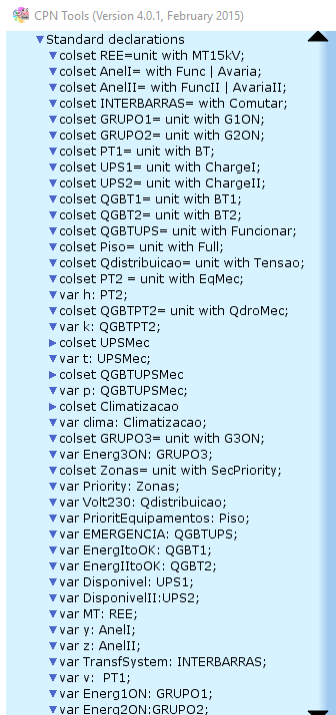 CPN Tools (Version 4.0.1, February 2015)
Standard declarations
colset REE=unit with MT15kV;
colset AnelI= with Func | Avaria;
colset AnelII= with FuncII | AvariaII;
colset INTERBARRAS= with Comutar;
colset GRUPO1= unit with G1ON;
colset GRUPO2= unit with G2ON;
colset PT1= unit with BT;
colset UPS1= unit with ChargeI;
colset UPS2= unit with ChargeII;
colset QGBT1= unit with BT1;
colset QGBT2= unit with BT2;
colset QGBTUPS= unit with Funcionar;
colset Piso= unit with Full;
colset Qdistribuicao= unit with Tensao;
colset PT2 = unit with EqMec;
var h: PT2;
colset QGBTPT2= unit with QdroMec;
var k: QGBTPT2;
colset UPSMec
var t: UPSMec;
colset QGBTUPSMec
var p: QGBTUPSMec;
colset Climatizacao
var clima: Climatizacao;
colset GRUPO3= unit with G3ON;
var Energ3ON: GRUPO3;
colset Zonas= unit with SecPriority;
var Priority: Zonas;
var Volt230: Qdistribuicao;
var PrioritEquipamentos: Piso;
var EMERGENCIA: QGBTUPS;
var EnergItoOK: QGBT1;
var EnergIItoOK: QGBT2;
var Disponivel: UPS1;
var DisponivelII:UPS2;
var MT: REE;
var y: AnelI;
var z: AnelII;
var TransfSystem: INTERBARRAS;
var v:  PT1;
var Energ1ON: GRUPO1;
var Energ2ON:GRUPO2;